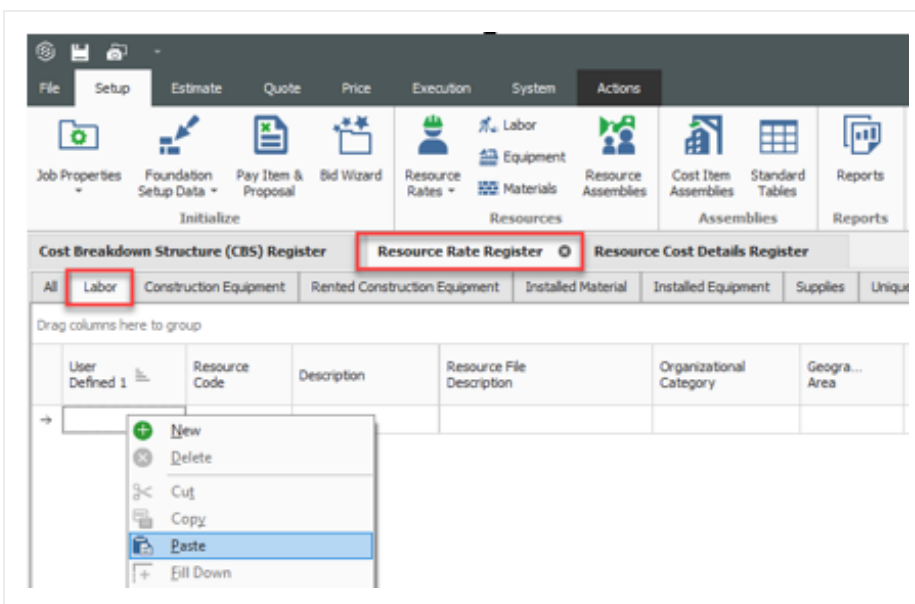 File Setup Estimate Quote Price Execution System Actions
Job Properties
Foundation Setup Data
Pay Item & Proposal
Bid Wizard
Initialize
Resource Rates
Labor
Equipment
Materials
Resource Assemblies
Resources
Cost Item Assemblies
Standard Tables
Assemblies
Reports
Reports
Cost Breakdown Structure (CBS) Register Resource Rate Register Resource Cost Details Register
All Labor Construction Equipment Rented Construction Equipment Installed Material Installed Equipment Supplies Unique
Drag columns here to group
User Defined 1
Resource Code
Description
Resource File Description
Organizational Category
Geogra... Area
New
Delete
Cut
Copy
Paste
Fill Down